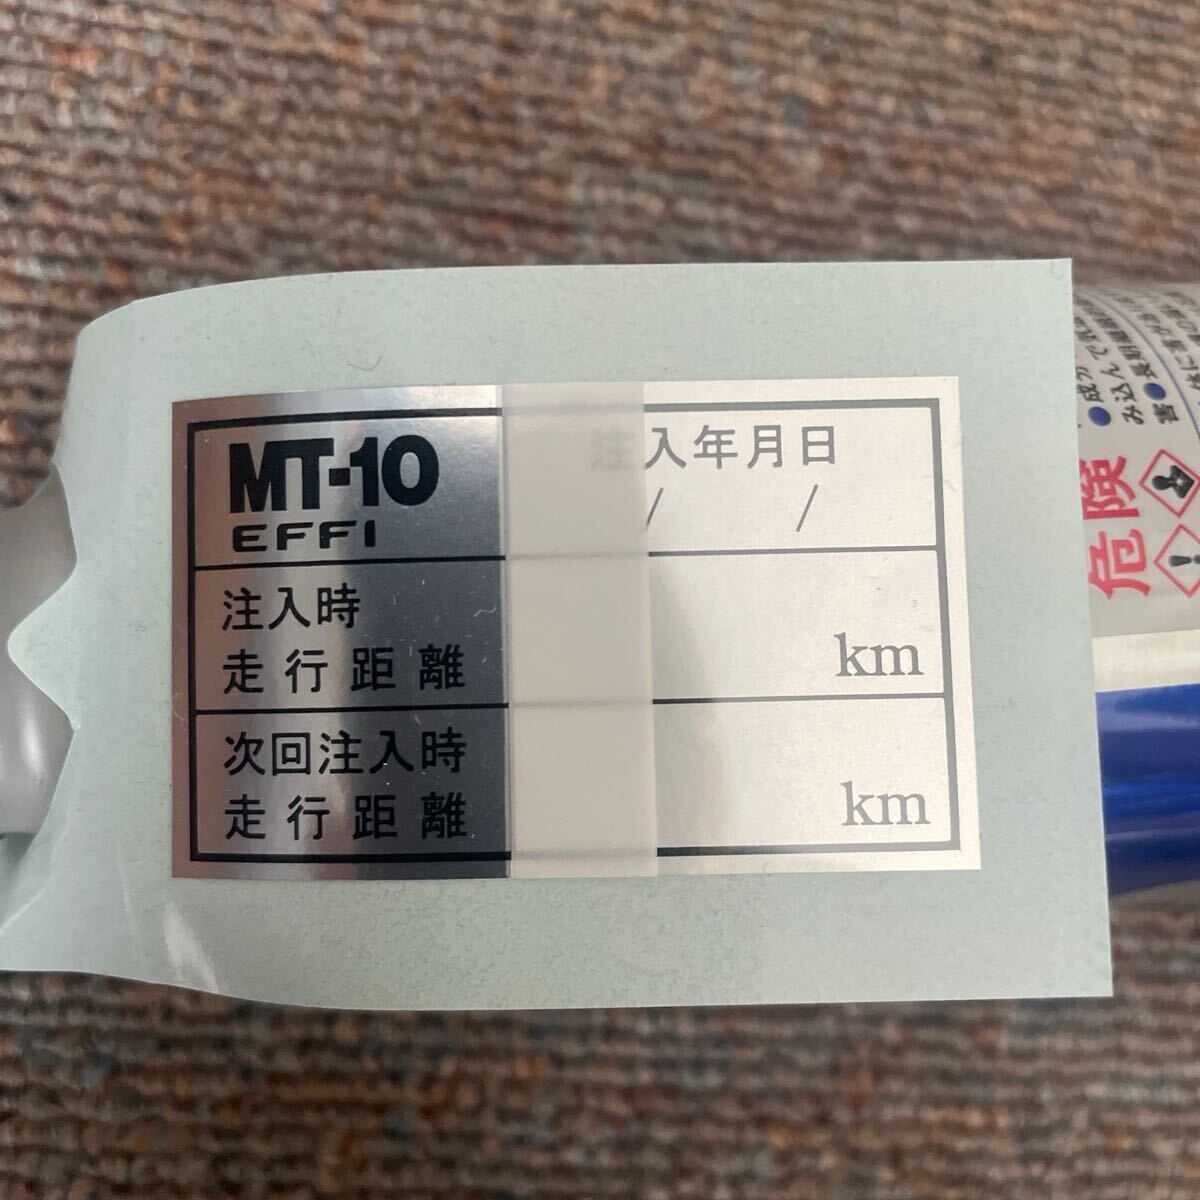 MT-10
EFFI
注入年月日
/ /
注入時
走行距離
km
次回注入時
走行距離
km
危険